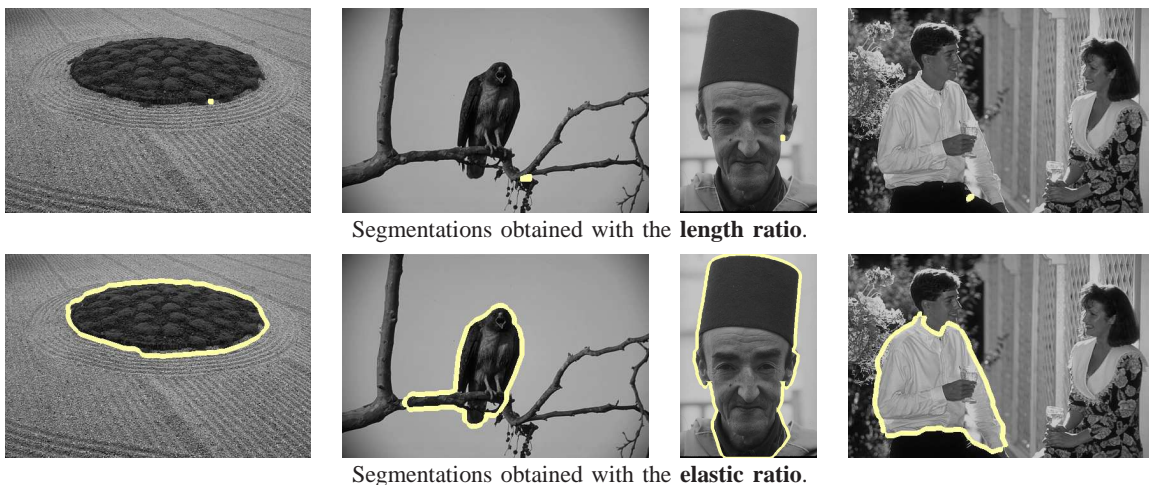 Segmentations obtained with the length ratio.
Segmentations obtained with the elastic ratio.